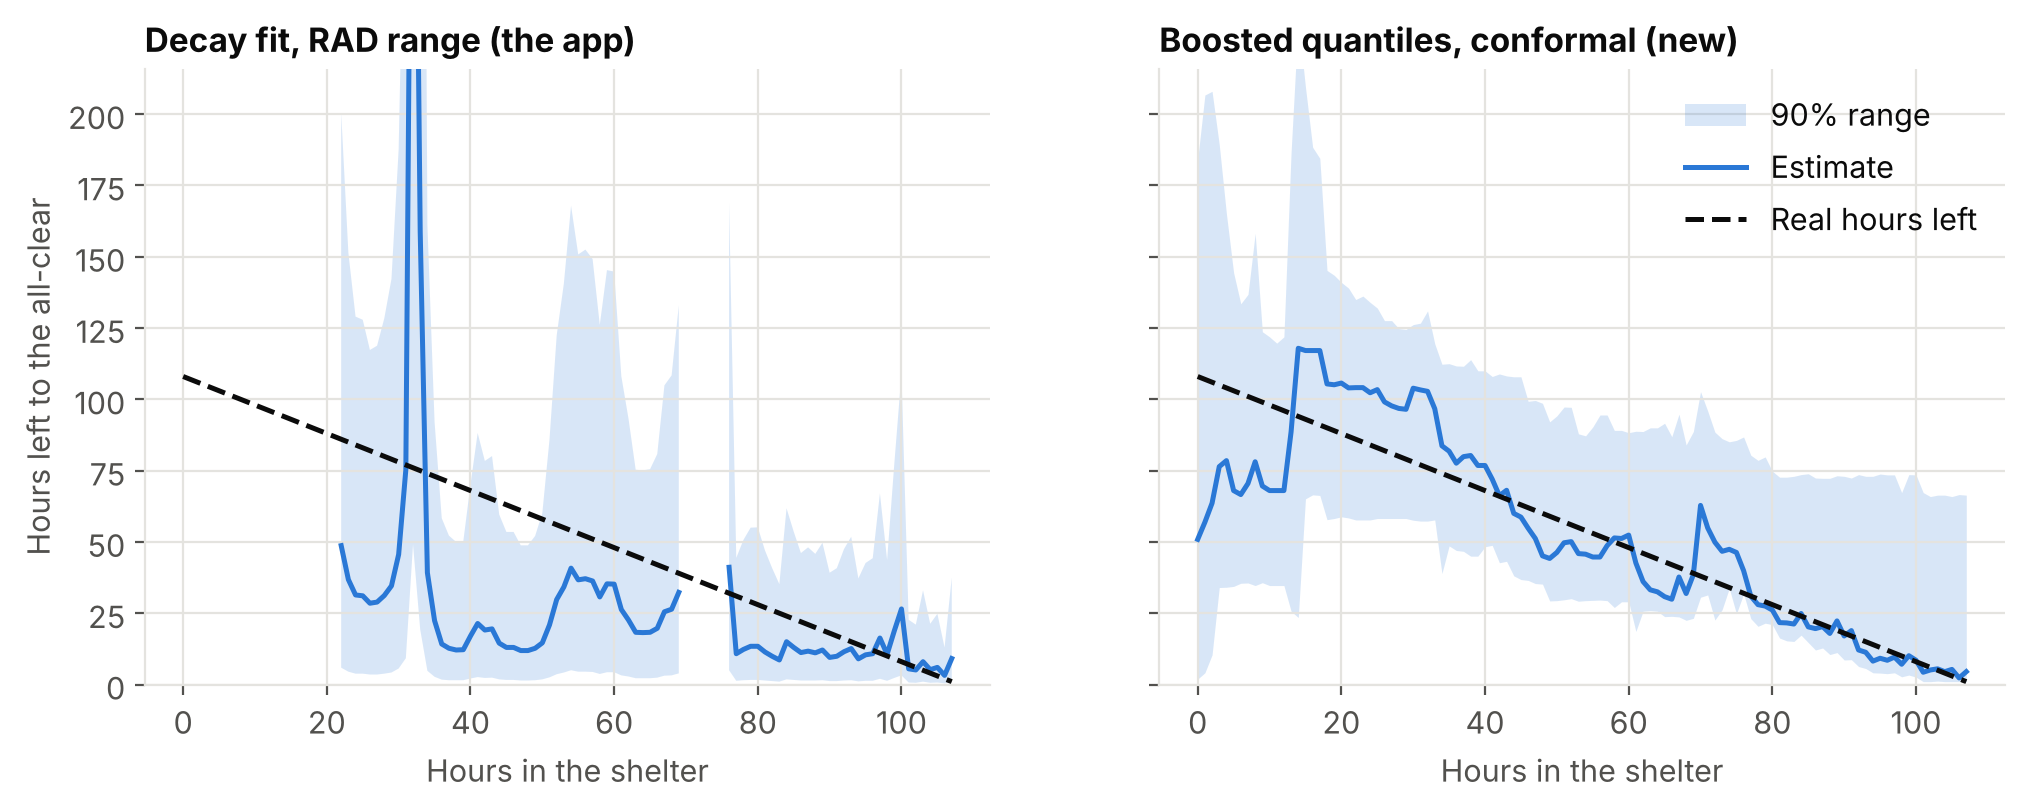 Decay fit, RAD range (the app)
Hours left to the all-clear
200
175
150
125
100
75
50
25
0
0 20 40 60 80 100
Hours in the shelter
Boosted quantiles, conformal (new)
90% range
Estimate
Real hours left
0 20 40 60 80 100
Hours in the shelter